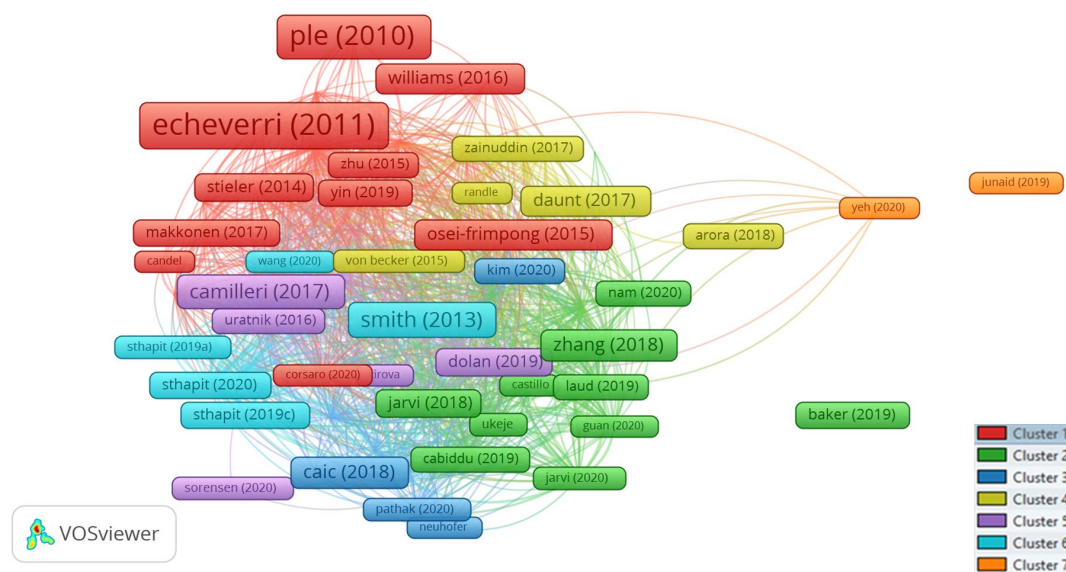 ple (2010)
williams (2016)
echeverri (2011)
zainuddin (2017)
zhu (2015)
junaid (2019)
stieler (2014)
yin (2019)
randle
daunt (2017)
yeh (2020)
makkonen (2017)
osei-frimpong (2015)
arora (2018)
candel
wang (2020)
von becker (2015)
kim (2020)
camilleri (2017)
nam (2020)
uratnik (2016)
smith (2013)
sthapit (2019a)
zhang (2018)
dolan (2019)
corsaro (2020)
irova
sthapit (2020)
castillo
laud (2019)
jarvi (2018)
sthapit (2019c)
baker (2019)
ukeje
guan (2020)
Cluster 1
cabiddu (2019)
Cluster 2
caic (2018)
jarvi (2020)
Cluster 3
sorensen (2020)
Cluster 4
pathak (2020)
neuhofer
Cluster 5
VOSviewer
Cluster 6
Cluster 7